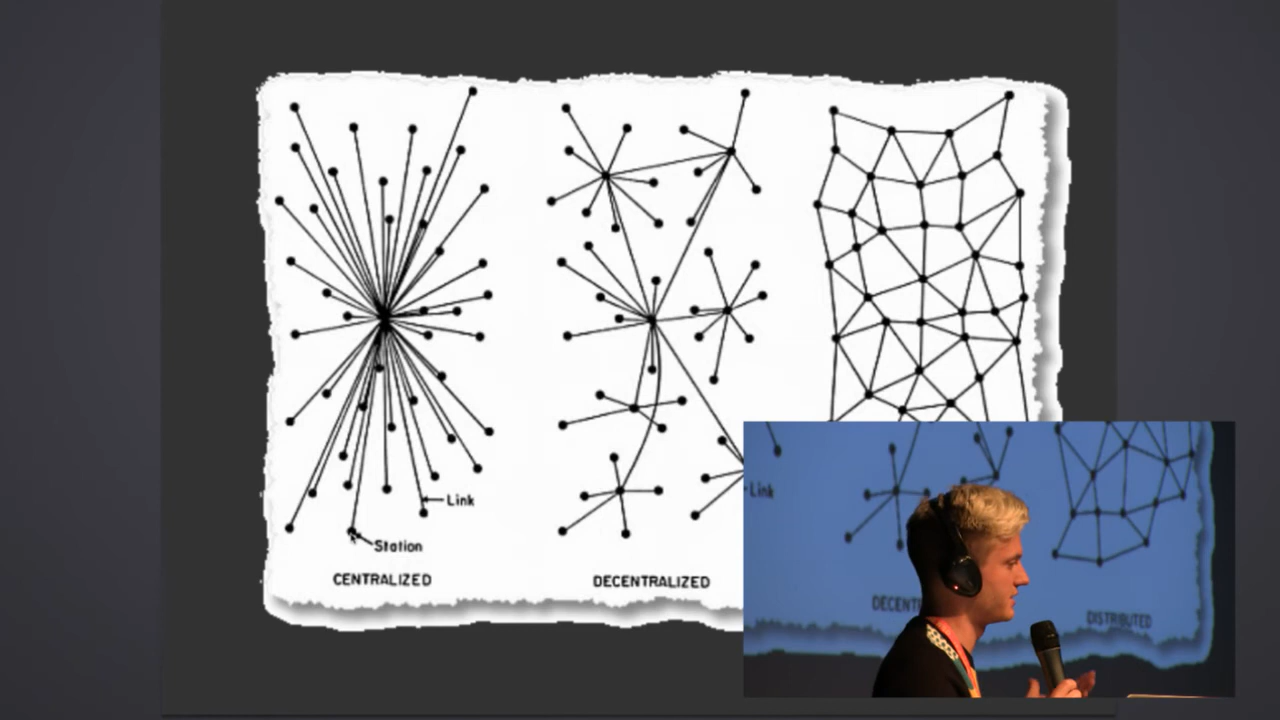 Link
Station
CENTRALIZED
DECENTRALIZED
Link
DECENT
DISTRIBUTED